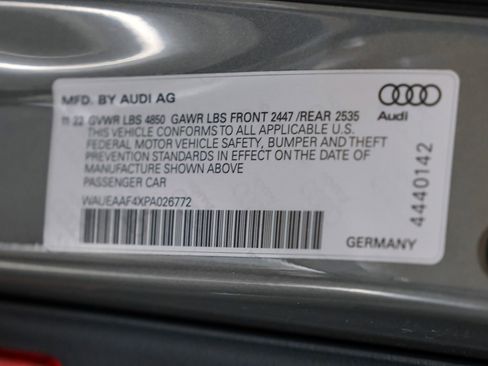 MFD. BY AUDI AG
11 22 GVWR LBS 4850 GAWR LBS FRONT 2447 /REAR 2535
THIS VEHICLE CONFORMS TO ALL APPLICABLE U.S.
FEDERAL MOTOR VEHICLE SAFETY, BUMPER AND THEFT
PREVENTION STANDARDS IN EFFECT ON THE DATE OF
MANUFACTURE SHOWN ABOVE
PASSENGER CAR
WAUEAAF4XPA026772
Audi
4440142
GERMANY